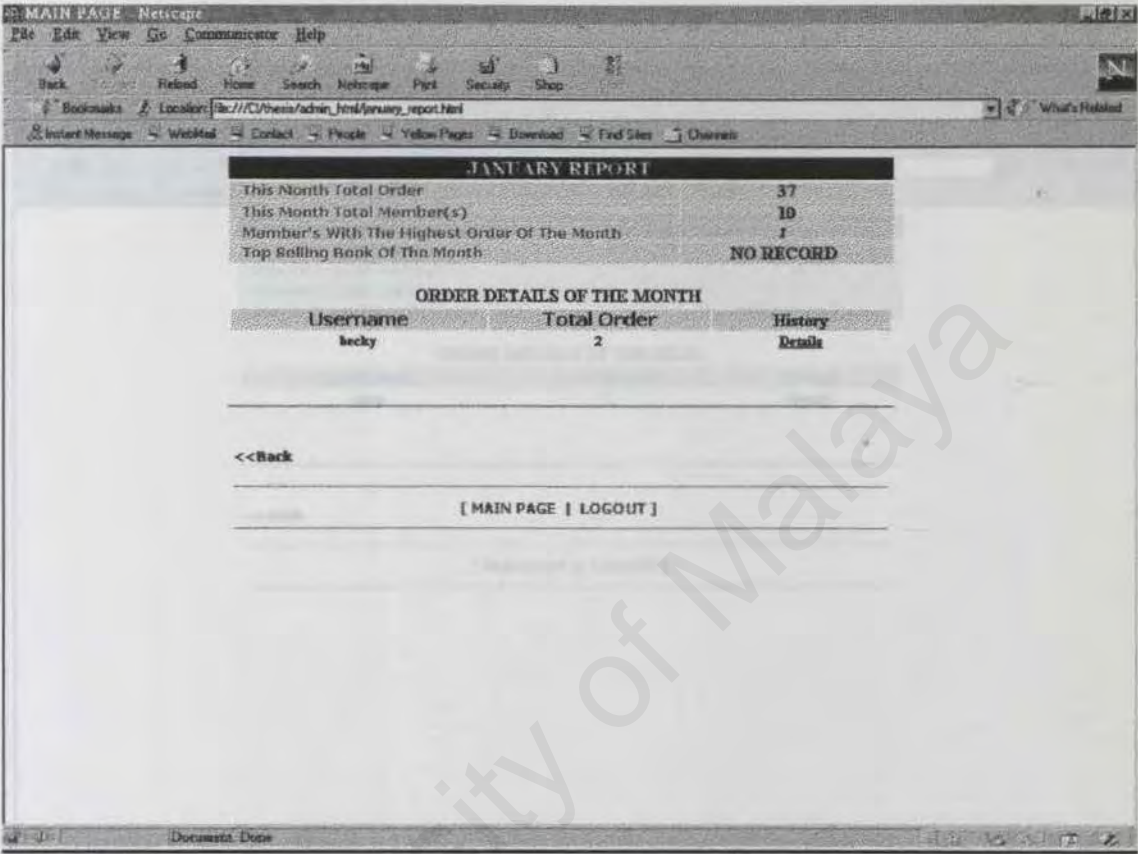 MAIN PAGE - Netscape
File Edit View Go Communicator Help
Back Reload Home Search Netscape Print Security Shop
Bookmarks Location: file:///C|/thesis/admin_html/january_report.html What's Related
Instant Message WebMail Contact People Yellow Pages Download Find Sites Channels
JANUARY REPORT
This Month Total Order 37
This Month Total Member(s) 10
Member's With The Highest Order Of The Month 1
Top Selling Book Of The Month NO RECORD
ORDER DETAILS OF THE MONTH
Username Total Order History
becky 2 Details
<<Back
[ MAIN PAGE | LOGOUT ]
Document: Done
ity of Malaya